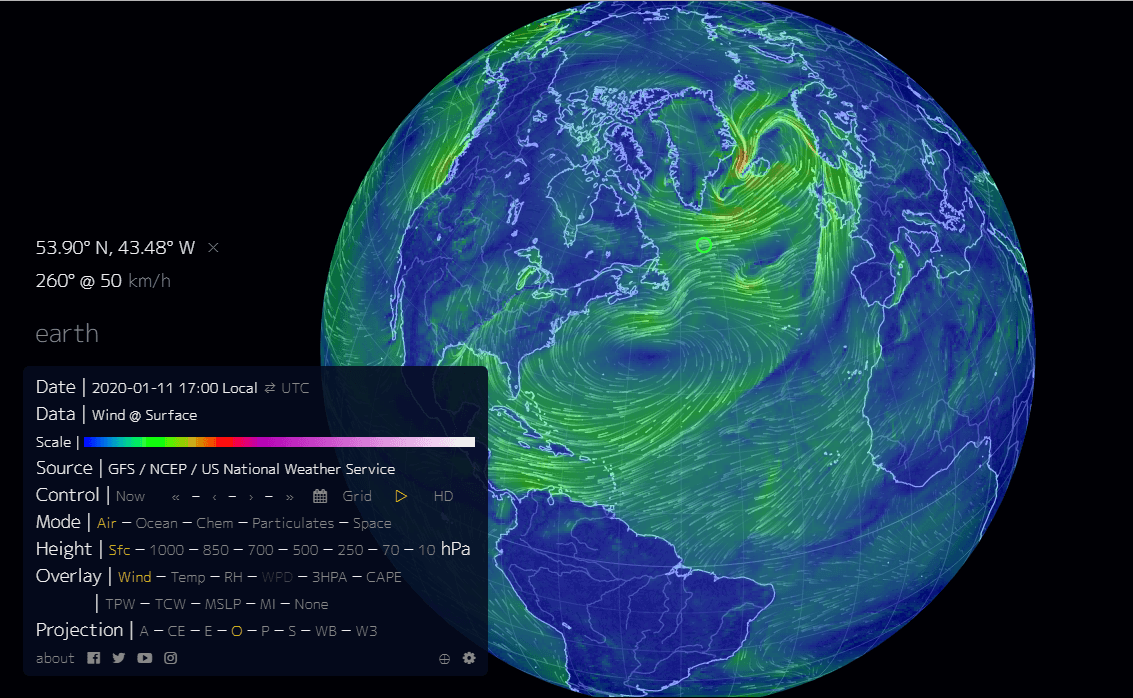 53.90° N, 43.48° W ×
260° @ 50 km/h
earth
Date | 2020-01-11 17:00 Local ⇄ UTC
Data | Wind @ Surface
Scale |
Source | GFS / NCEP / US National Weather Service
Control | Now « – ‹ – › – » Grid ▷ HD
Mode | Air – Ocean – Chem – Particulates – Space
Height | Sfc – 1000 – 850 – 700 – 500 – 250 – 70 – 10 hPa
Overlay | Wind – Temp – RH – WPD – 3HPA – CAPE
| TPW – TCW – MSLP – MI – None
Projection | A – CE – E – O – P – S – WB – W3
about